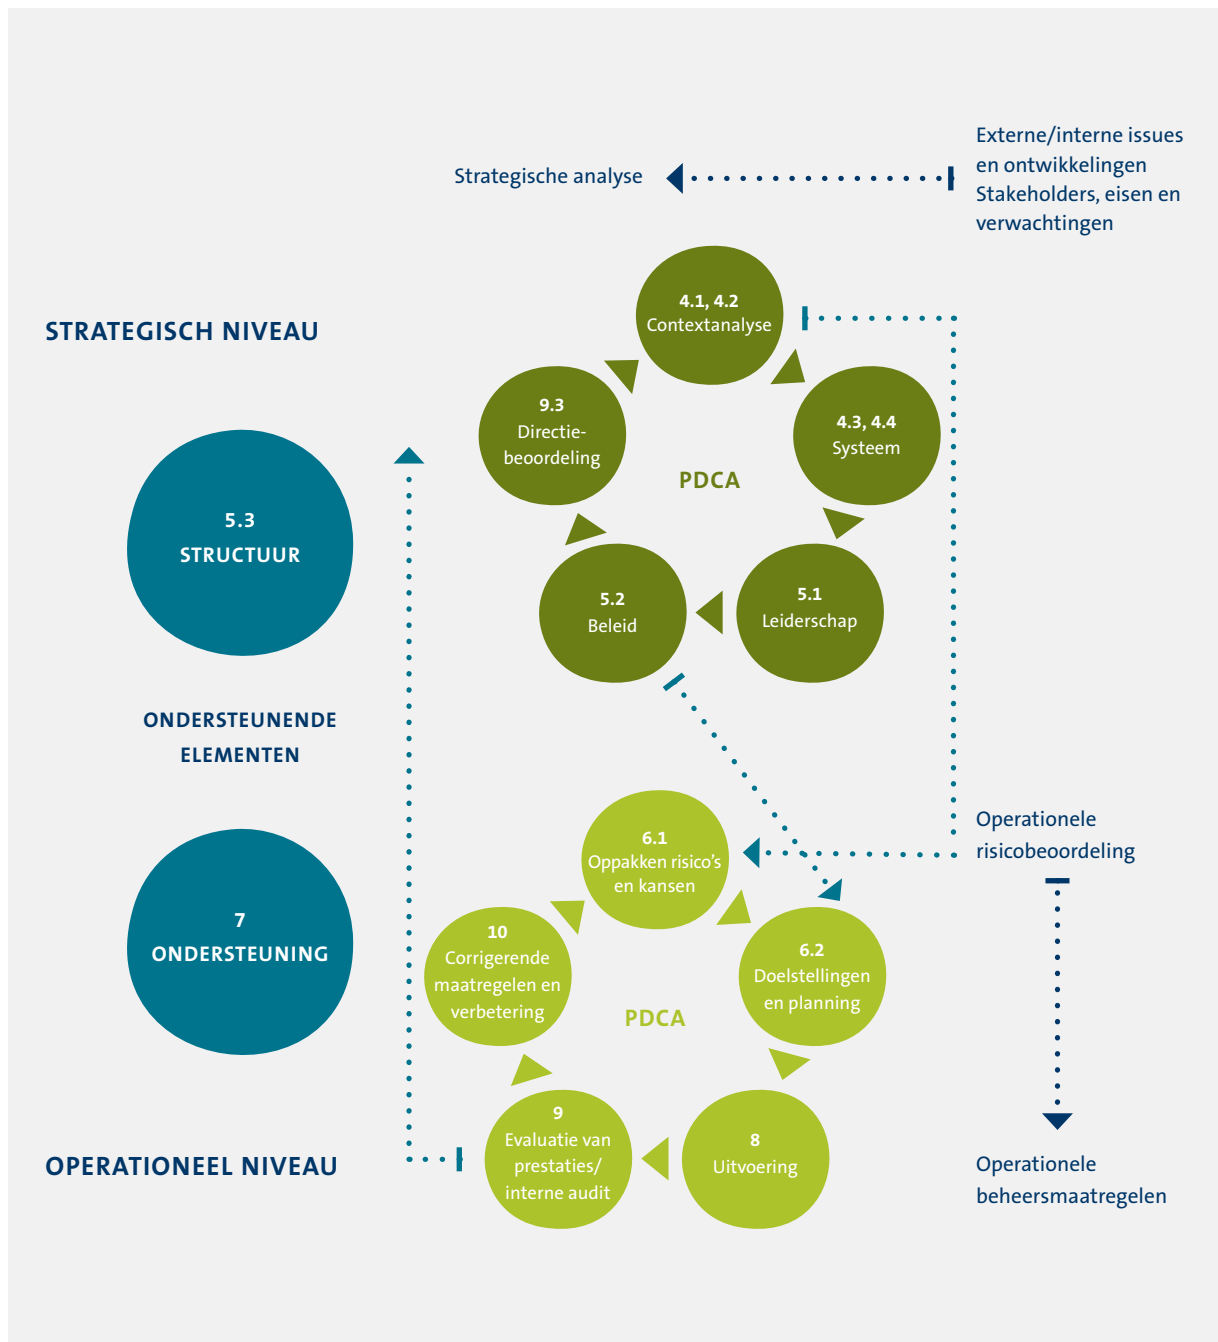 Strategische analyse
Externe/interne issues
en ontwikkelingen
Stakeholders, eisen en
verwachtingen
STRATEGISCH NIVEAU
4.1, 4.2
Contextanalyse
9.3
Directie-
beoordeling
4.3, 4.4
Systeem
PDCA
5.3
STRUCTUUR
5.2
Beleid
5.1
Leiderschap
ONDERSTEUNENDE
ELEMENTEN
6.1
Oppakken risico’s
en kansen
Operationele
risicobeoordeling
7
ONDERSTEUNING
10
Corrigerende
maatregelen en
verbetering
6.2
Doelstellingen
en planning
PDCA
9
Evaluatie van
prestaties/
interne audit
8
Uitvoering
OPERATIONEEL NIVEAU
Operationele
beheersmaatregelen